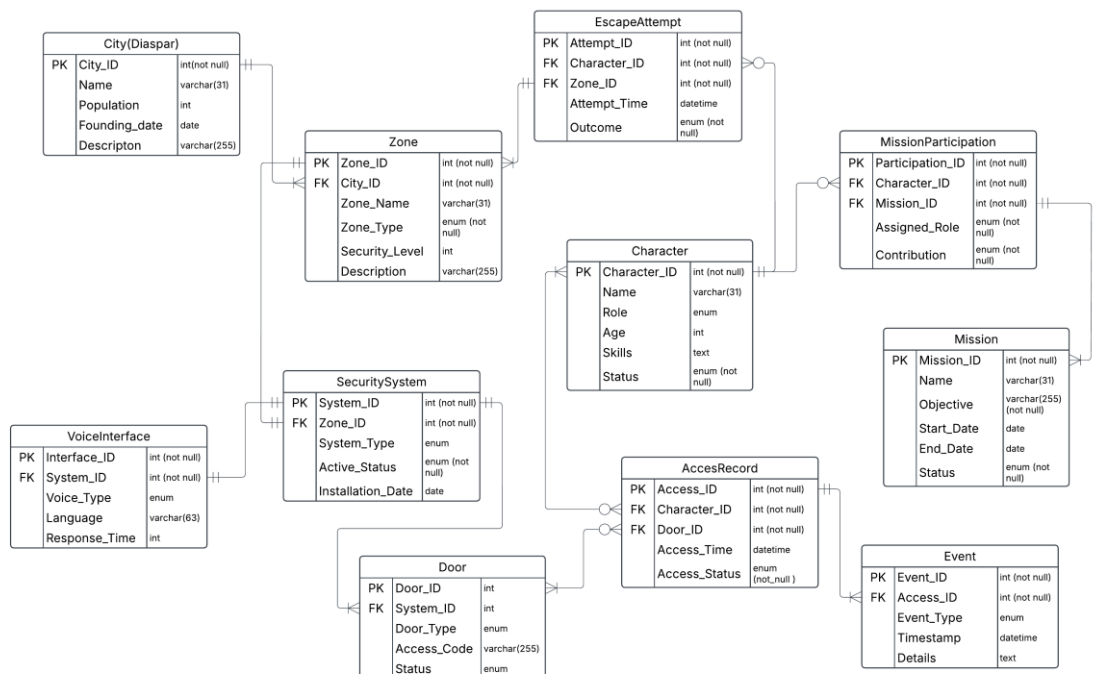 City(Diaspar)
PK City_ID int(not null)
Name varchar(31)
Population int
Founding_date date
Descripton varchar(255)
Zone
PK Zone_ID int (not null)
FK City_ID int (not null)
Zone_Name varchar(31)
Zone_Type enum (not
null)
Security_Level int
Description varchar(255)
EscapeAttempt
PK Attempt_ID int (not null)
FK Character_ID int (not null)
FK Zone_ID int (not null)
Attempt_Time datetime
Outcome enum (not
null)
MissionParticipation
PK Participation_ID int (not null)
FK Character_ID int (not null)
FK Mission_ID int (not null)
Assigned_Role enum (not
null)
Contribution enum (not
null)
Character
PK Character_ID int (not null)
Name varchar(31)
Role enum
Age int
Skills text
Status enum (not
null)
Mission
PK Mission_ID int (not null)
Name varchar(31)
Objective varchar(255)
(not null)
Start_Date date
End_Date date
Status enum (not
null)
SecuritySystem
PK System_ID int (not null)
FK Zone_ID int (not null)
System_Type enum
Active_Status enum (not
null)
Installation_Date date
VoiceInterface
PK Interface_ID int (not null)
FK System_ID int (not null)
Voice_Type enum
Language varchar(63)
Response_Time int
AccesRecord
PK Access_ID int (not null)
FK Character_ID int (not null)
FK Door_ID int (not null)
Access_Time datetime
Access_Status enum
(not_null )
Door
PK Door_ID int
FK System_ID int
Door_Type enum
Access_Code varchar(255)
Status enum
Event
PK Event_ID int (not null)
FK Access_ID int (not null)
Event_Type enum
Timestamp datetime
Details text